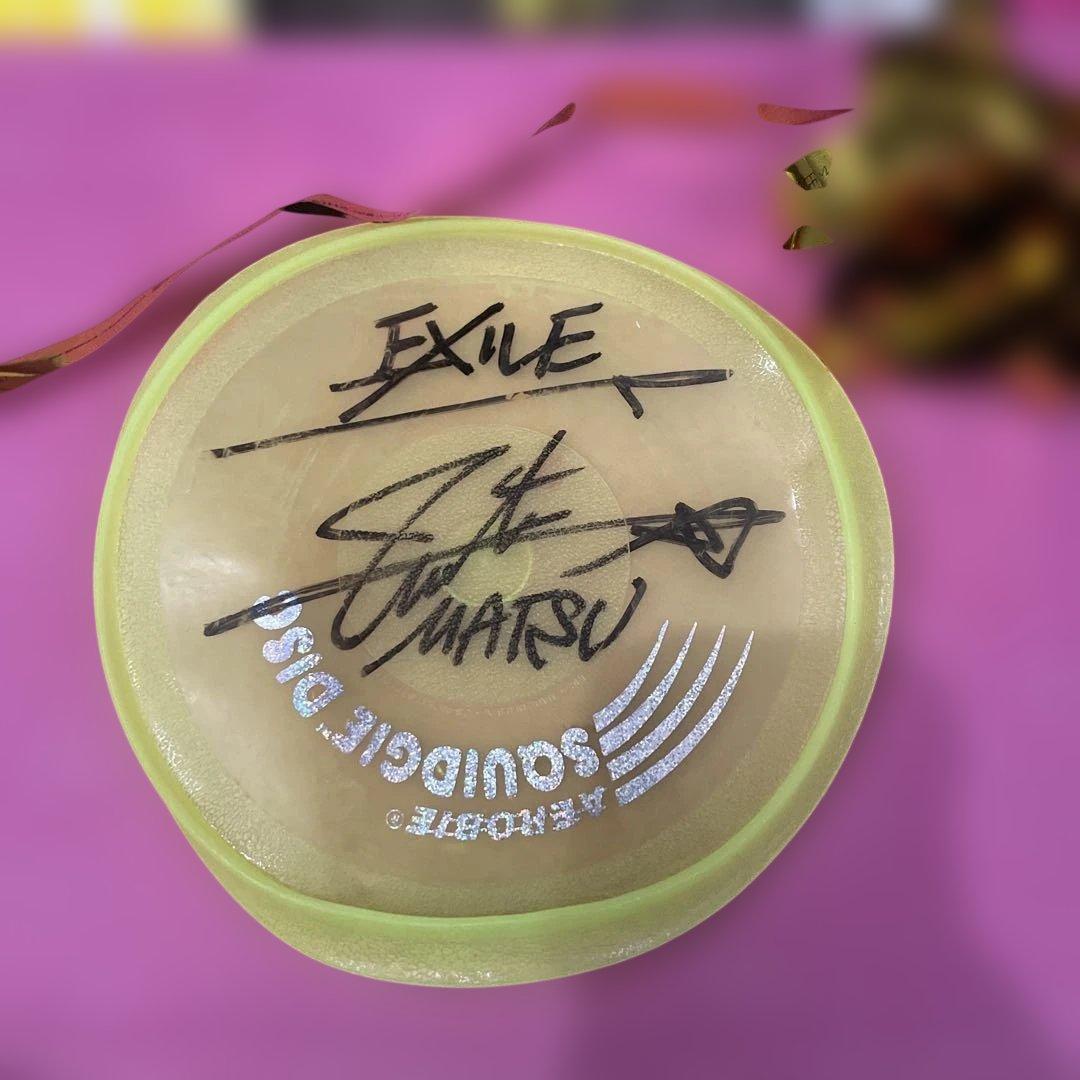 EXILE
MATSU
SQUIDGIE DISC
AEROBIE®